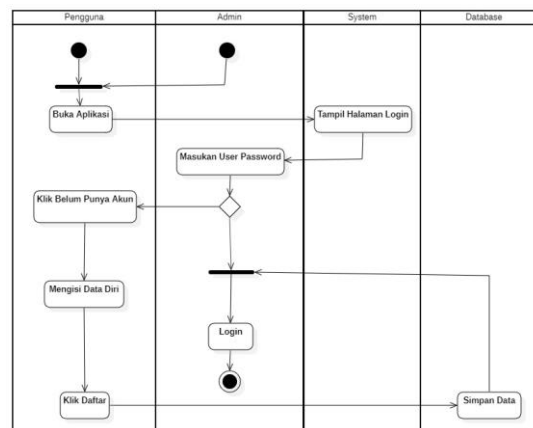 Pengguna
Admin
System
Database
Buka Aplikasi
Tampil Halaman Login
Masukan User Password
Klik Belum Punya Akun
Mengisi Data Diri
Login
Klik Daftar
Simpan Data